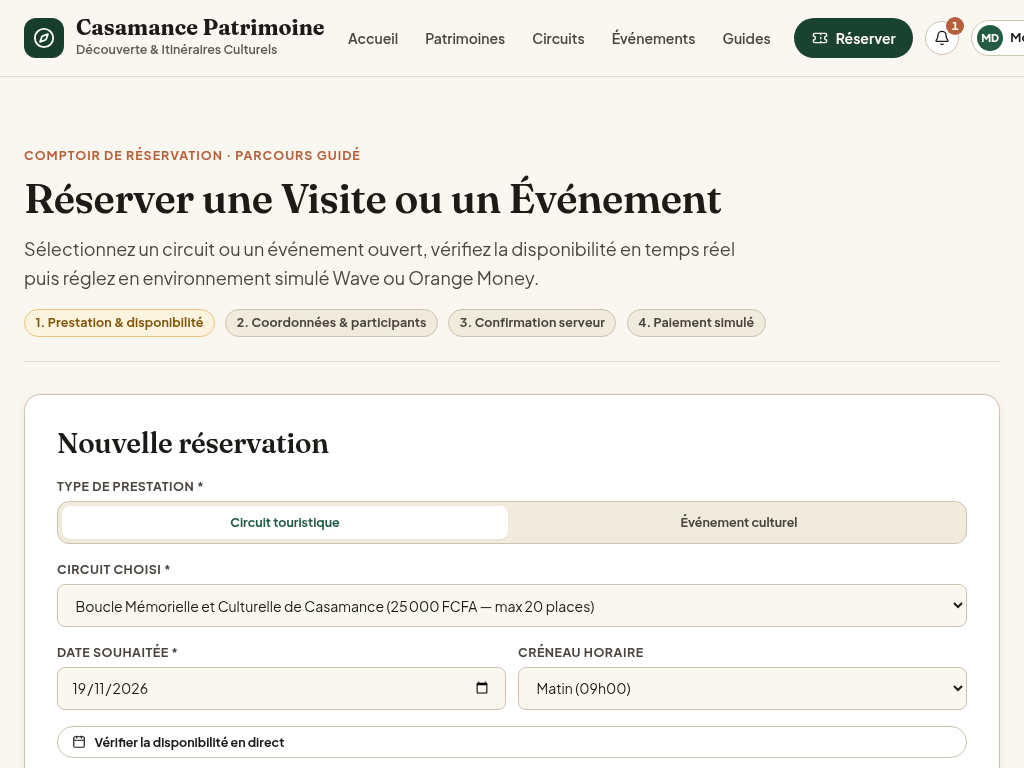 Casamance Patrimoine
Découverte & Itinéraires Culturels
Accueil
Patrimoines
Circuits
Événements
Guides
Réserver
1
MD
COMPTOIR DE RÉSERVATION · PARCOURS GUIDÉ
Réserver une Visite ou un Événement
Sélectionnez un circuit ou un événement ouvert, vérifiez la disponibilité en temps réel
puis réglez en environnement simulé Wave ou Orange Money.
1. Prestation & disponibilité
2. Coordonnées & participants
3. Confirmation serveur
4. Paiement simulé
Nouvelle réservation
TYPE DE PRESTATION *
Circuit touristique
Événement culturel
CIRCUIT CHOISI *
Boucle Mémorielle et Culturelle de Casamance (25 000 FCFA — max 20 places)
DATE SOUHAITÉE *
CRÉNEAU HORAIRE
19/11/2026
Matin (09h00)
Vérifier la disponibilité en direct